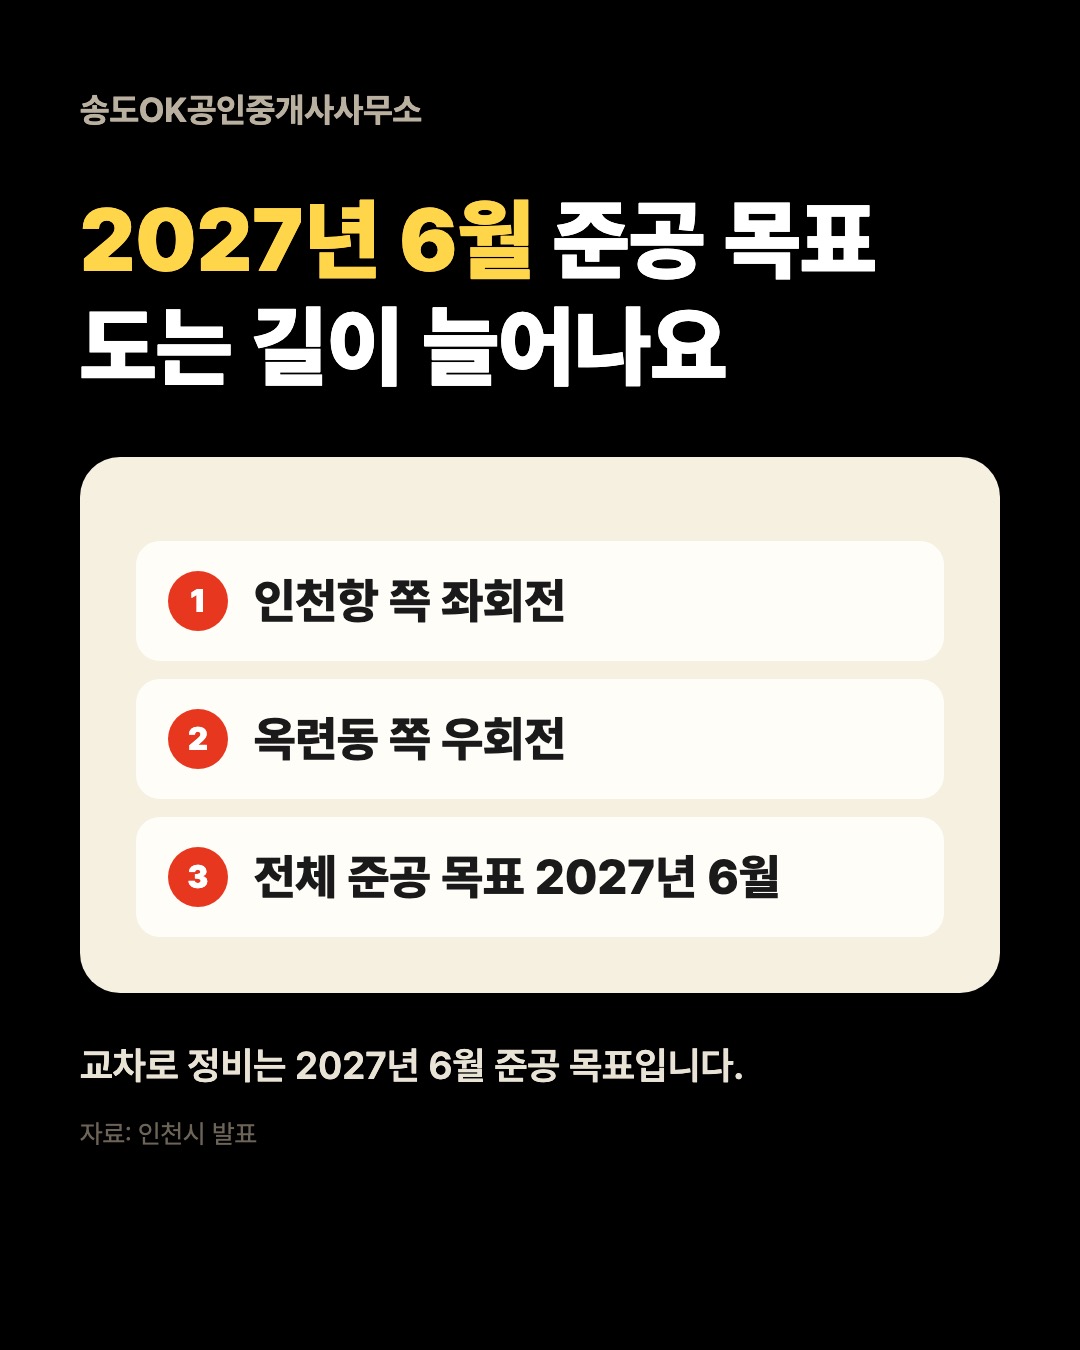 송도OK공인중개사사무소
2027년 6월 준공 목표
도는 길이 늘어나요
1 인천항 쪽 좌회전
2 옥련동 쪽 우회전
3 전체 준공 목표 2027년 6월
교차로 정비는 2027년 6월 준공 목표입니다.
자료: 인천시 발표